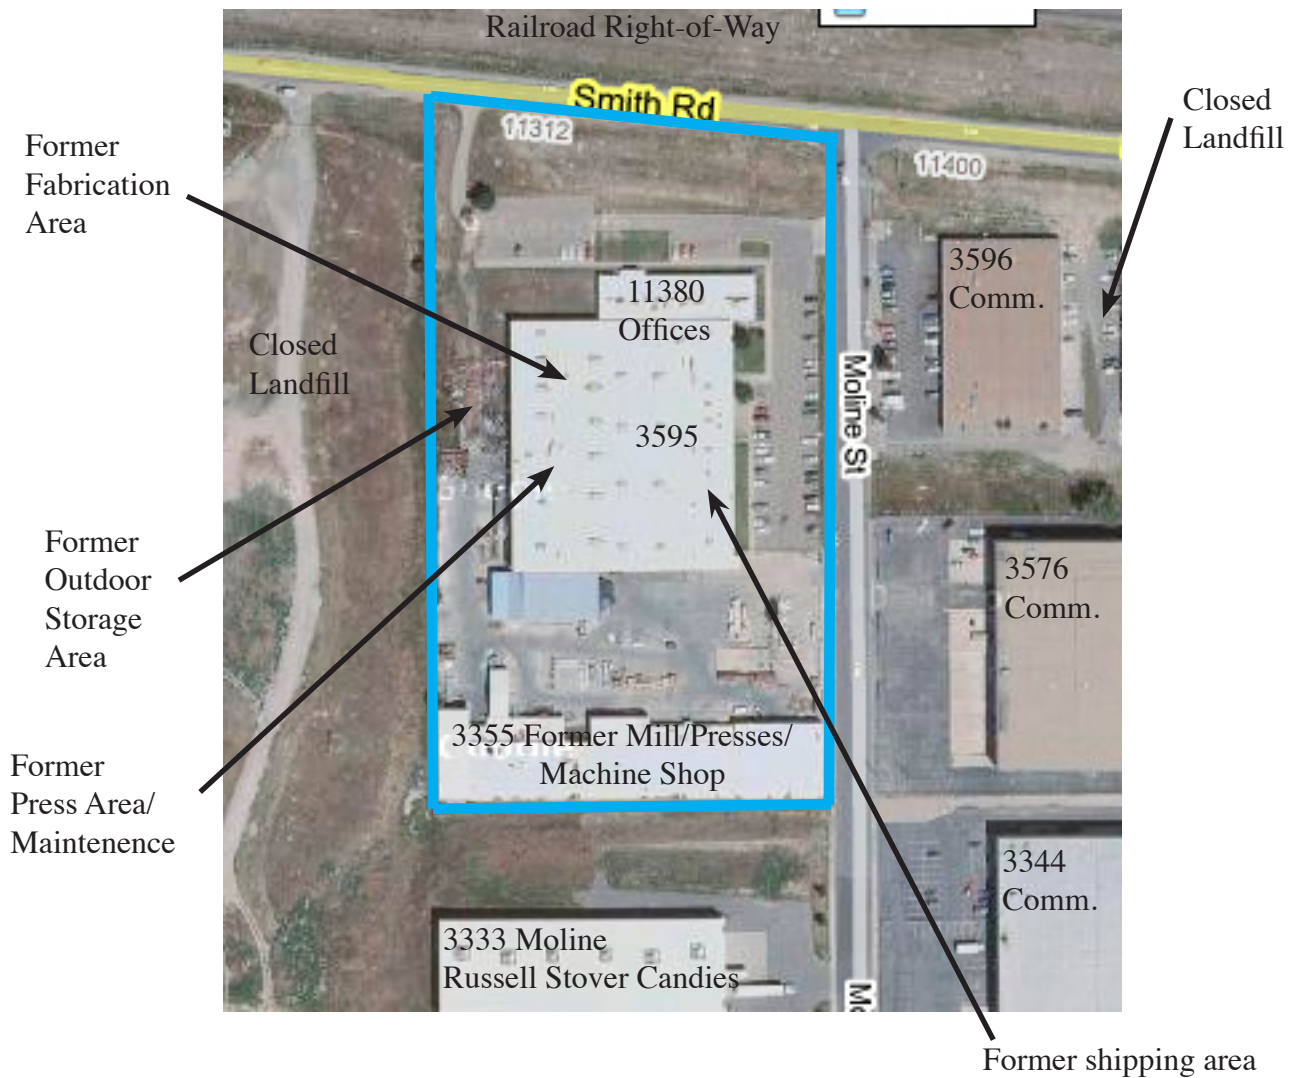 Railroad Right-of-Way
Smith Rd
11312
11400
Closed
Landfill
Former
Fabrication
Area
3596
Comm.
11380
Offices
Closed
Landfill
Moline St
3595
Former
Outdoor
Storage
Area
3576
Comm.
3355 Former Mill/Presses/
Machine Shop
Former
Press Area/
Maintenence
3344
Comm.
3333 Moline
Russell Stover Candies
Former shipping area